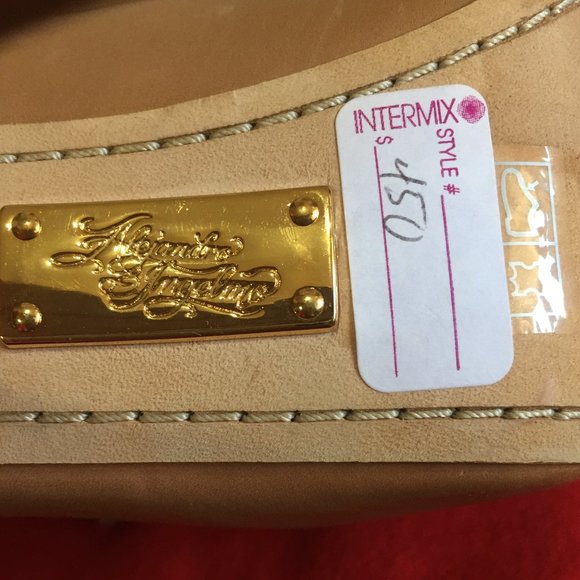 Alejandro
Ingelmo
INTERMIX
STYLE #
$ 450